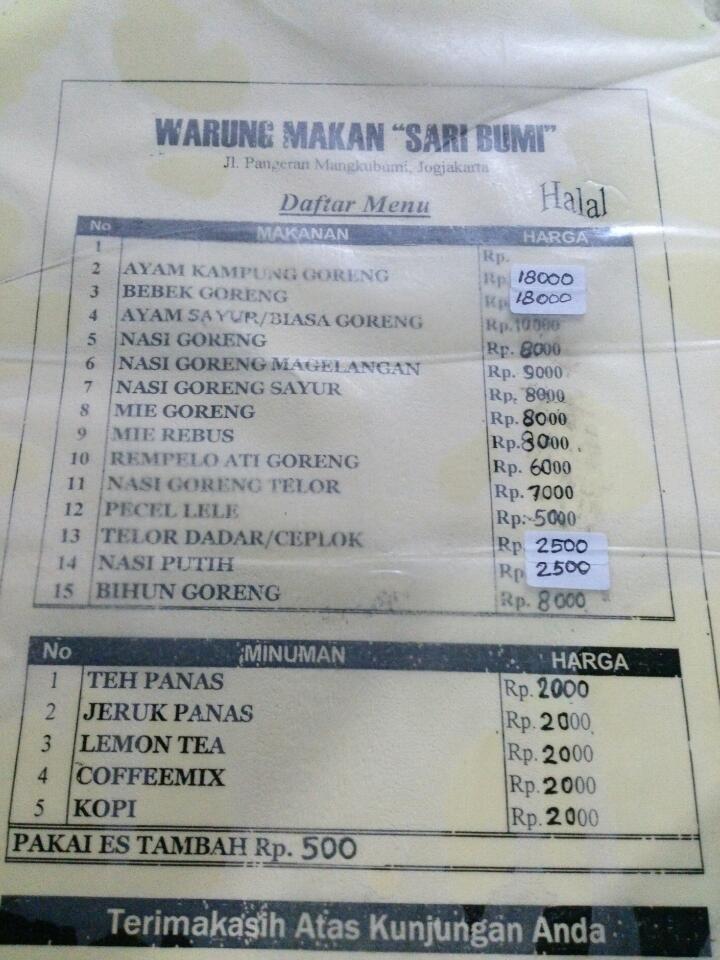 WARUNG MAKAN "SARI BUMI"
Jl. Pangeran Mangkubumi, Jogjakarta
Daftar Menu
Halal
No MAKANAN HARGA
1 Rp.
2 AYAM KAMPUNG GORENG Rp 18000
3 BEBEK GORENG Rp 18000
4 AYAM SAYUR/BIASA GORENG Rp.10000
5 NASI GORENG Rp. 8000
6 NASI GORENG MAGELANGAN Rp. 9000
7 NASI GORENG SAYUR Rp. 8000
8 MIE GORENG Rp. 8000
9 MIE REBUS Rp.8000
10 REMPELO ATI GORENG Rp. 6000
11 NASI GORENG TELOR Rp. 7000
12 PECEL LELE Rp. 5000
13 TELOR DADAR/CEPLOK Rp 2500
14 NASI PUTIH Rp 2500
15 BIHUN GORENG Rp. 8000
No MINUMAN HARGA
1 TEH PANAS Rp. 2000
2 JERUK PANAS Rp. 2000
3 LEMON TEA Rp. 2000
4 COFFEEMIX Rp. 2000
5 KOPI Rp. 2000
PAKAI ES TAMBAH Rp. 500
Terimakasih Atas Kunjungan Anda